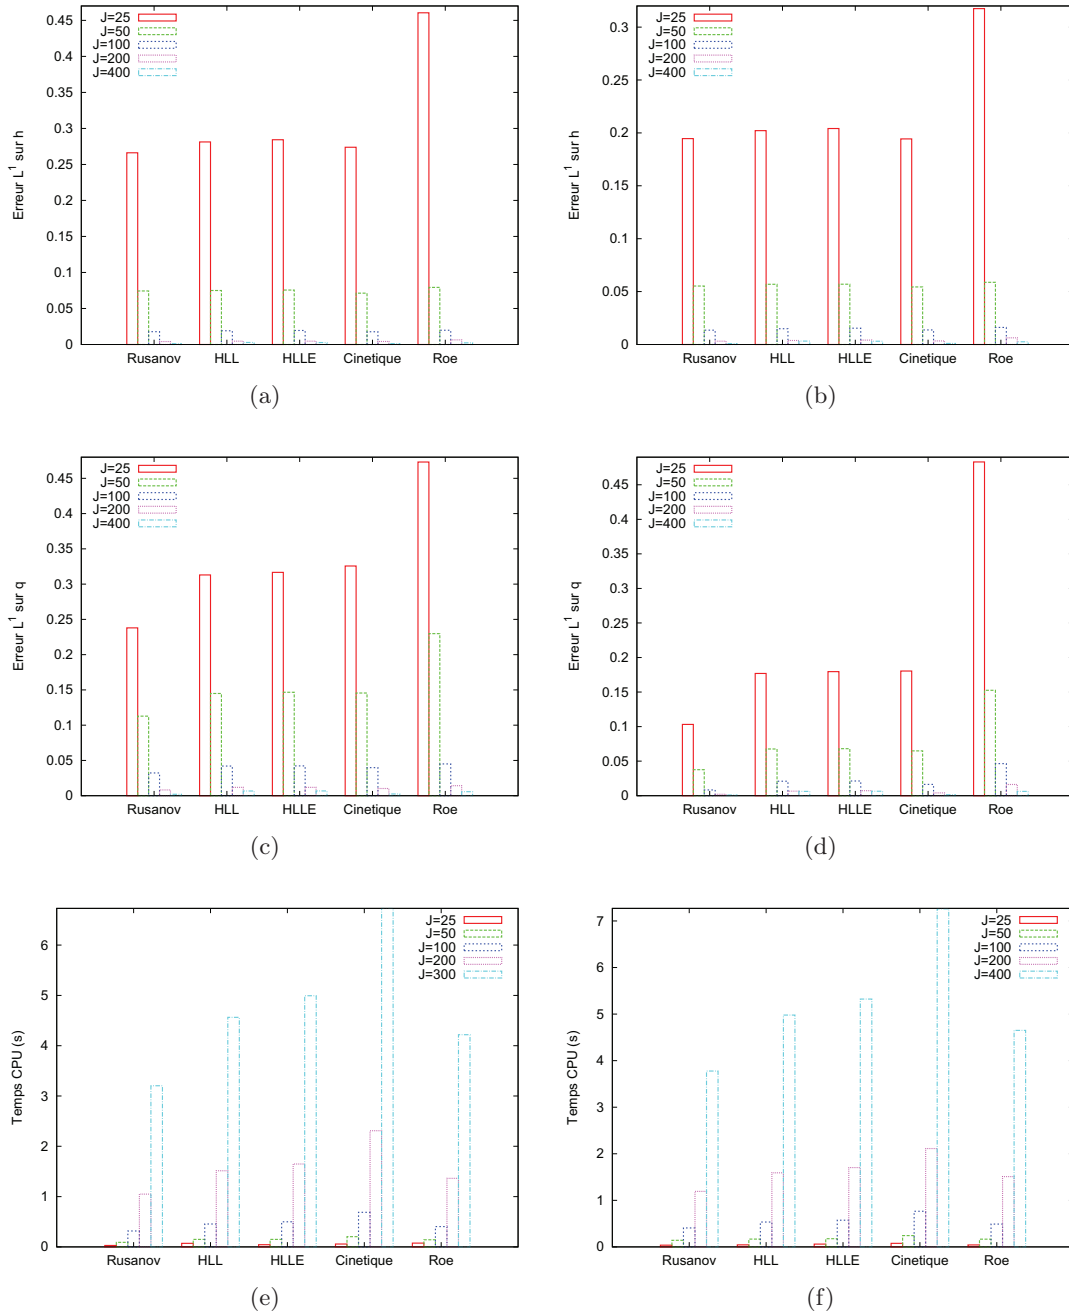 Erreur L¹ sur h
0.45
0.4
0.35
0.3
0.25
0.2
0.15
0.1
0.05
0
J=25
J=50
J=100
J=200
J=400
Rusanov HLL HLLE Cinetique Roe
(a)
Erreur L¹ sur h
0.3
0.25
0.2
0.15
0.1
0.05
0
J=25
J=50
J=100
J=200
J=400
Rusanov HLL HLLE Cinetique Roe
(b)
Erreur L¹ sur q
0.45
0.4
0.35
0.3
0.25
0.2
0.15
0.1
0.05
0
J=25
J=50
J=100
J=200
J=400
Rusanov HLL HLLE Cinetique Roe
(c)
Erreur L¹ sur q
0.45
0.4
0.35
0.3
0.25
0.2
0.15
0.1
0.05
0
J=25
J=50
J=100
J=200
J=400
Rusanov HLL HLLE Cinetique Roe
(d)
Temps CPU (s)
6
5
4
3
2
1
0
J=25
J=50
J=100
J=200
J=300
Rusanov HLL HLLE Cinetique Roe
(e)
Temps CPU (s)
7
6
5
4
3
2
1
0
J=25
J=50
J=100
J=200
J=400
Rusanov HLL HLLE Cinetique Roe
(f)